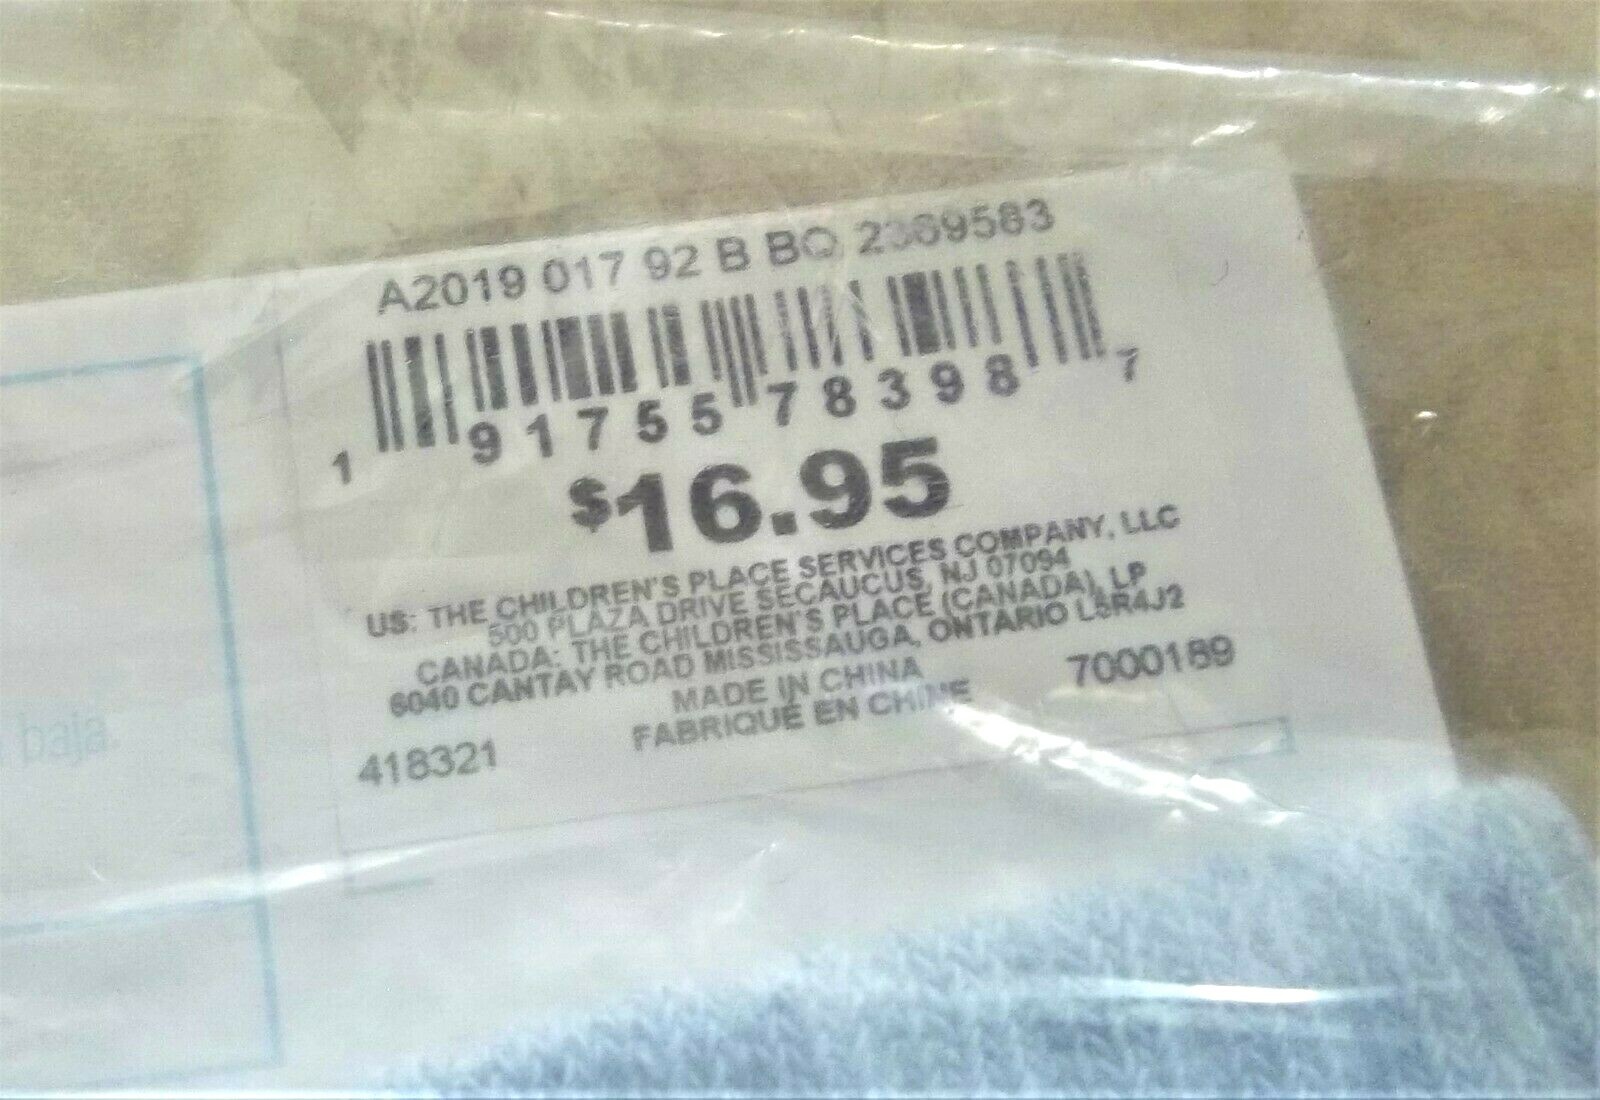 A2019 017 92 B BQ 2369583
1 91755 78398 7
$16.95
US: THE CHILDREN'S PLACE SERVICES COMPANY, LLC
500 PLAZA DRIVE SECAUCUS, NJ 07094
CANADA: THE CHILDREN'S PLACE (CANADA), LP
6040 CANTAY ROAD MISSISSAUGA, ONTARIO L5R4J2
MADE IN CHINA
7000189
FABRIQUÉ EN CHINE
418321
baja.